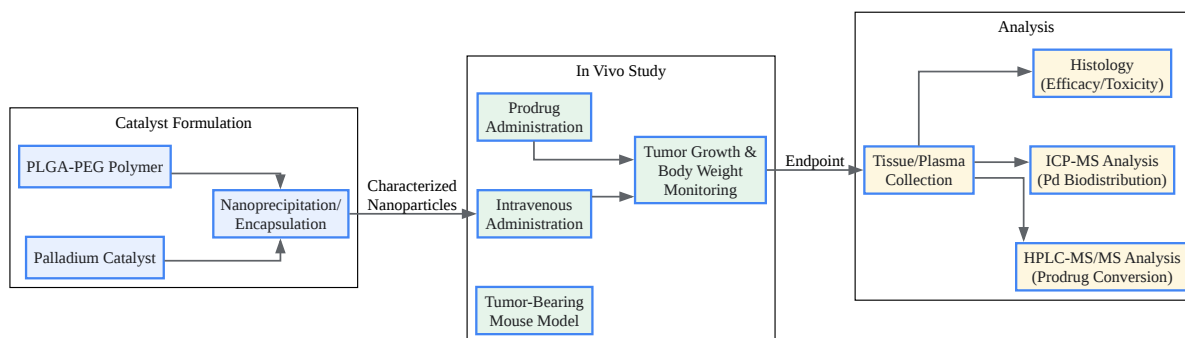 Catalyst Formulation
PLGA-PEG Polymer
Nanoprecipitation/
Encapsulation
Palladium Catalyst
Characterized
Nanoparticles
In Vivo Study
Prodrug
Administration
Intravenous
Administration
Tumor Growth &
Body Weight
Monitoring
Tumor-Bearing
Mouse Model
Endpoint
Analysis
Tissue/Plasma
Collection
Histology
(Efficacy/Toxicity)
ICP-MS Analysis
(Pd Biodistribution)
HPLC-MS/MS Analysis
(Prodrug Conversion)